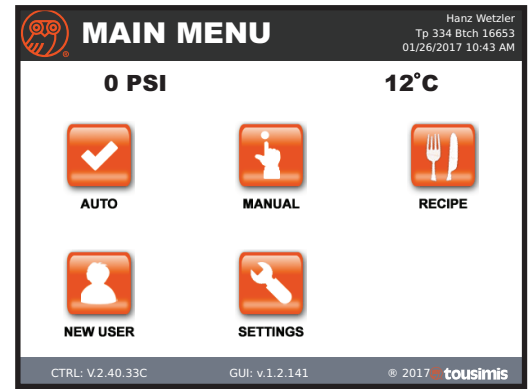 MAIN MENU
Hanz Wetzler
Tp 334 Btch 16653
01/26/2017 10:43 AM
0 PSI
12°C
AUTO
MANUAL
RECIPE
NEW USER
SETTINGS
CTRL: V.2.40.33C
GUI: v.1.2.141
® 2017 tousimis